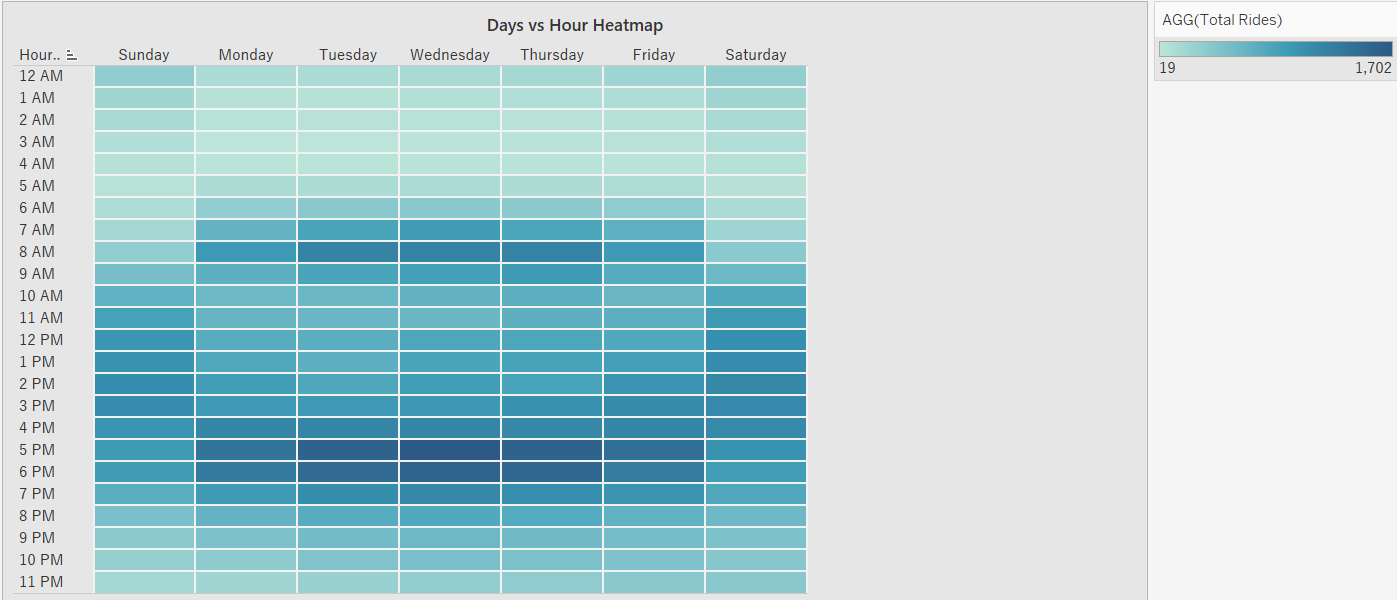 Days vs Hour Heatmap
Hour.. Sunday Monday Tuesday Wednesday Thursday Friday Saturday
12 AM
1 AM
2 AM
3 AM
4 AM
5 AM
6 AM
7 AM
8 AM
9 AM
10 AM
11 AM
12 PM
1 PM
2 PM
3 PM
4 PM
5 PM
6 PM
7 PM
8 PM
9 PM
10 PM
11 PM
AGG(Total Rides)
19 1,702